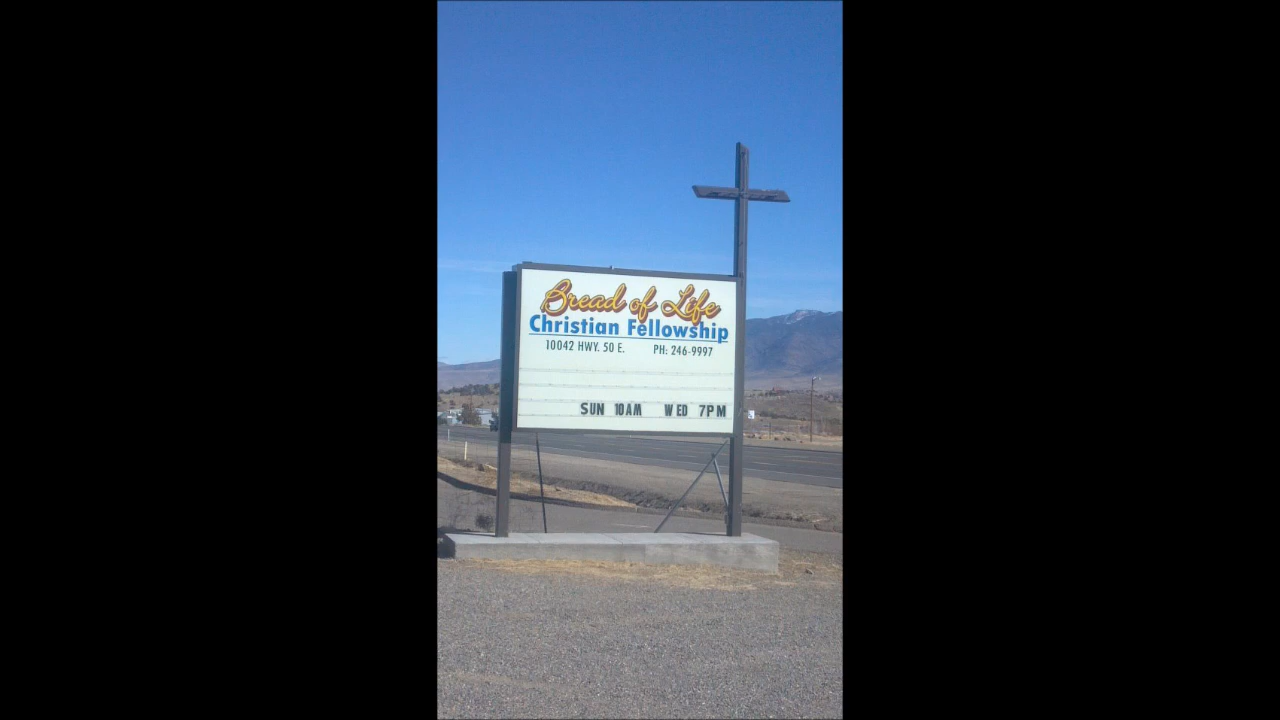 Bread of Life
Christian Fellowship
10042 HWY. 50 E. PH: 246-9997
SUN 10AM WED 7PM